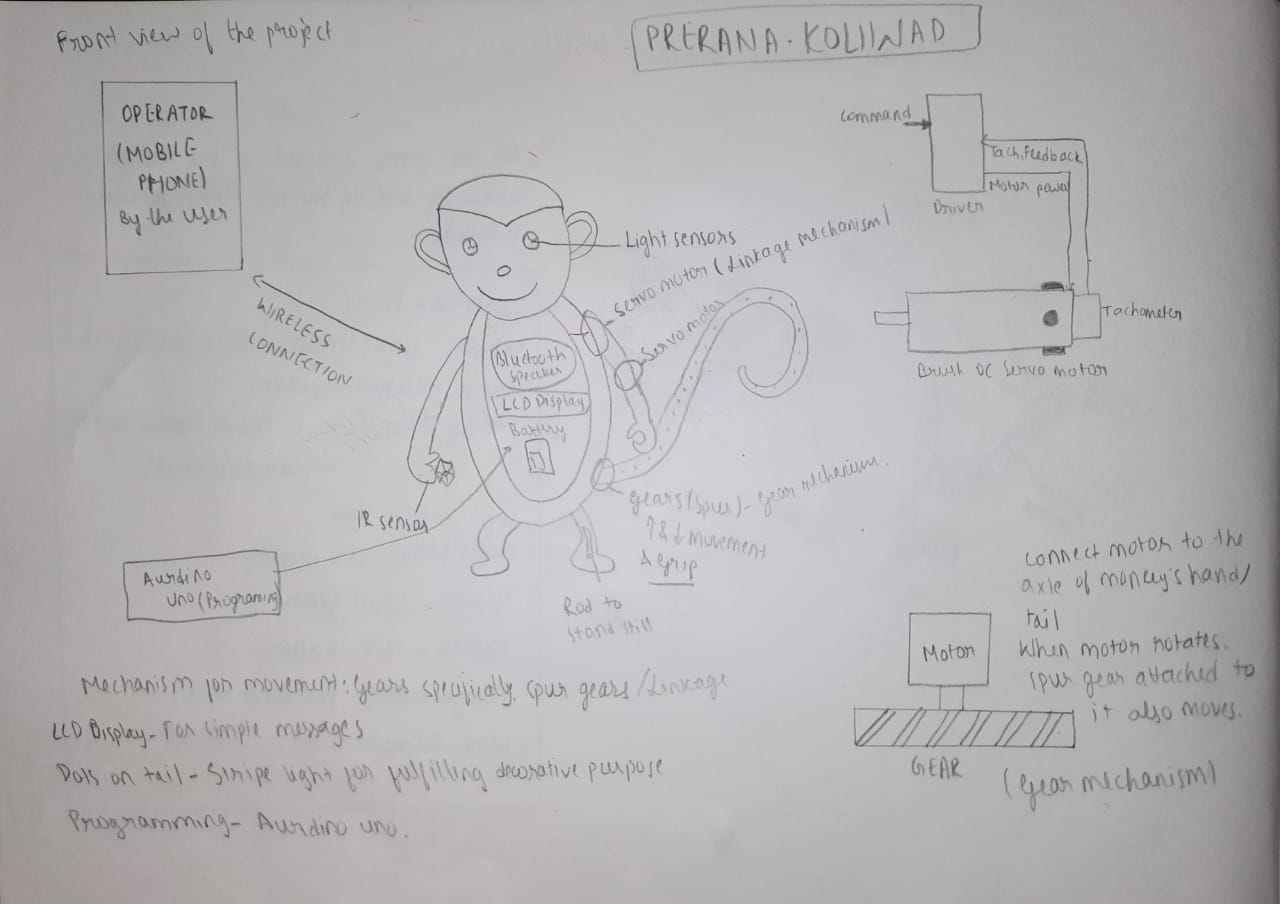 Front view of the project
PRERANA. KOLIWAD
OPERATOR
(MOBILE
PHONE)
By the user
WIRELESS
CONNECTION
Light sensors
servo motor (Linkage mechanism)
Servo motor
Bluetooth
speaker
LCD Display
Battery
IR sensor
Aurdino
uno (Programing)
gears (spur) - gear mechanism.
↑ & ↓ movement
& grip
Rod to
stand still
command
Tach. Feedback
Motor power
Driver
Tachometer
Brush DC Servo motor
connect motor to the
axle of monkey's hand/
tail
When motor rotates.
spur gear attached to
it also moves.
Motor
GEAR
(Gear mechanism)
Mechanism for movement: Gears specifically, spur gears/Linkage
LCD Display- For simple messages
Dots on tail - Stripe light for fulfilling decorative purpose
Programming- Aurdino uno.